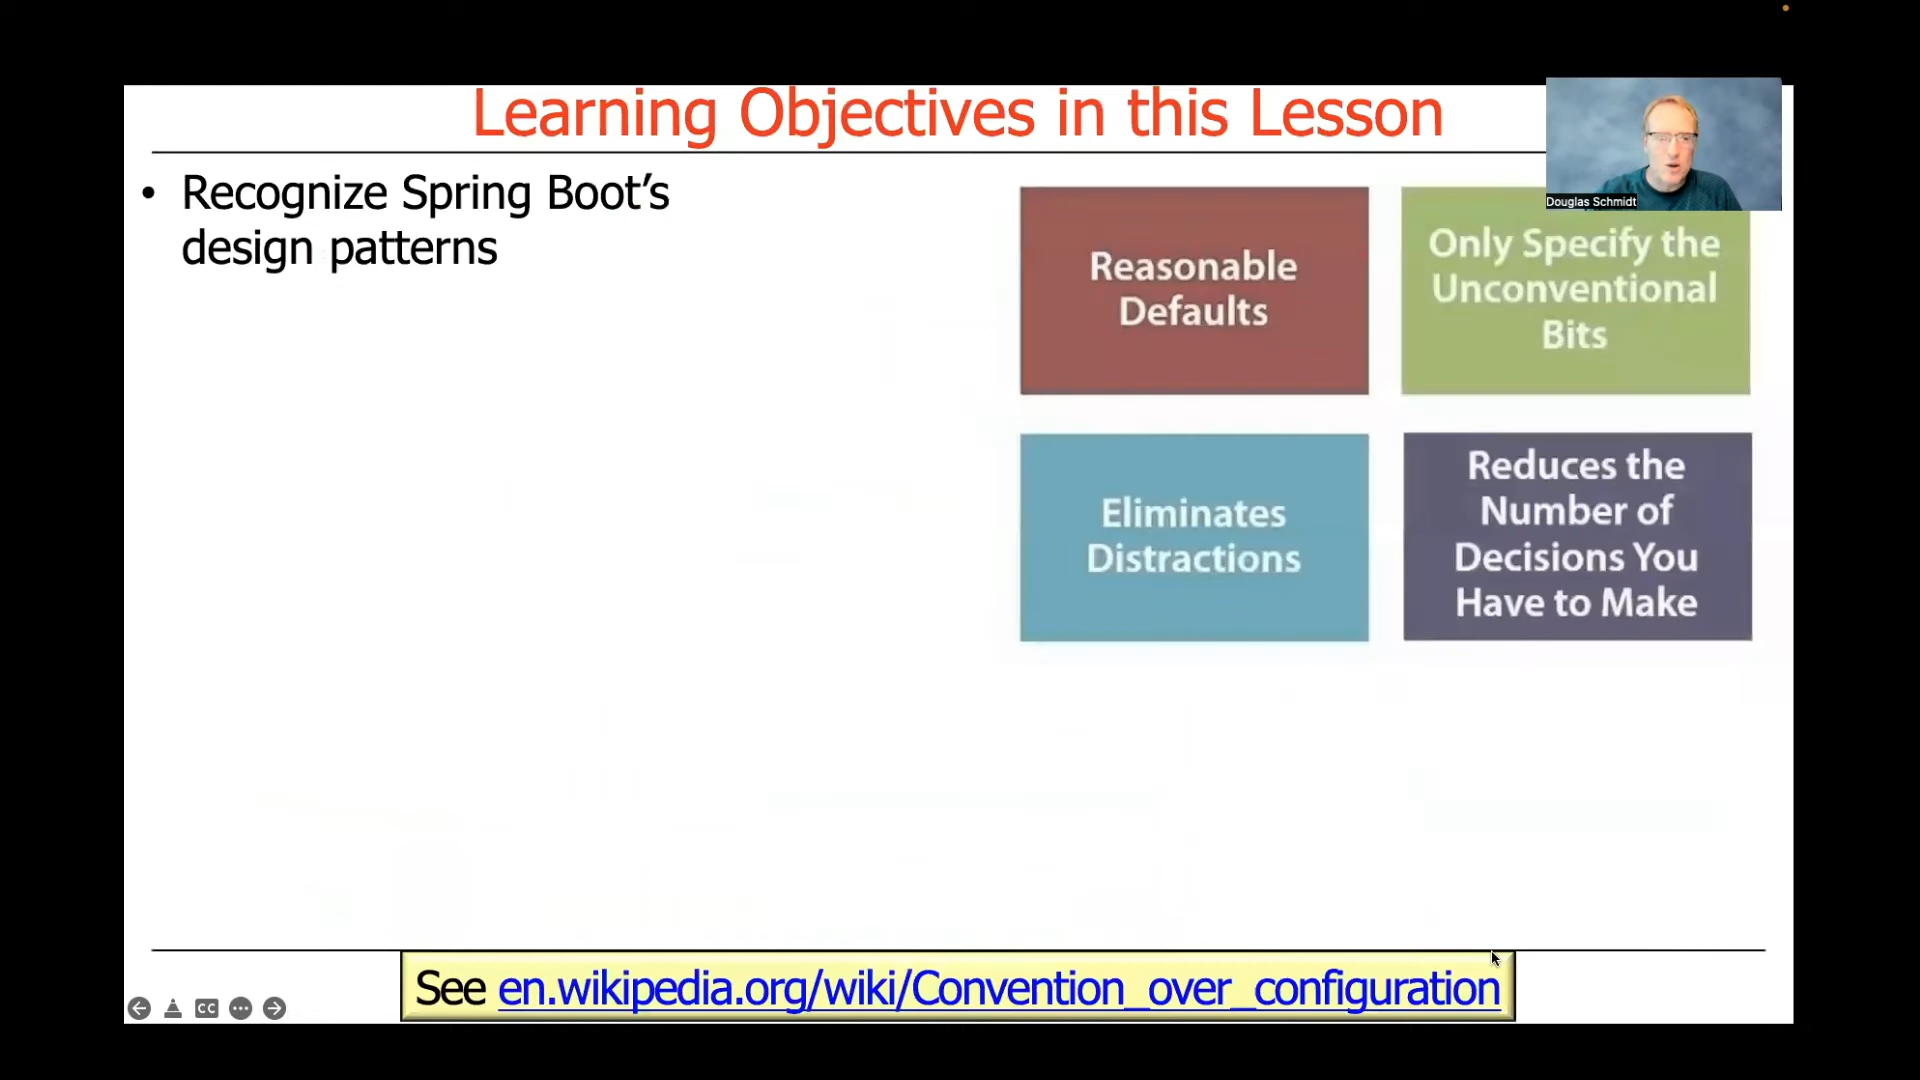 Learning Objectives in this Lesson
Douglas Schmidt
• Recognize Spring Boot’s
design patterns
Reasonable
Defaults
Only Specify the
Unconventional
Bits
Eliminates
Distractions
Reduces the
Number of
Decisions You
Have to Make
See en.wikipedia.org/wiki/Convention_over_configuration
CC